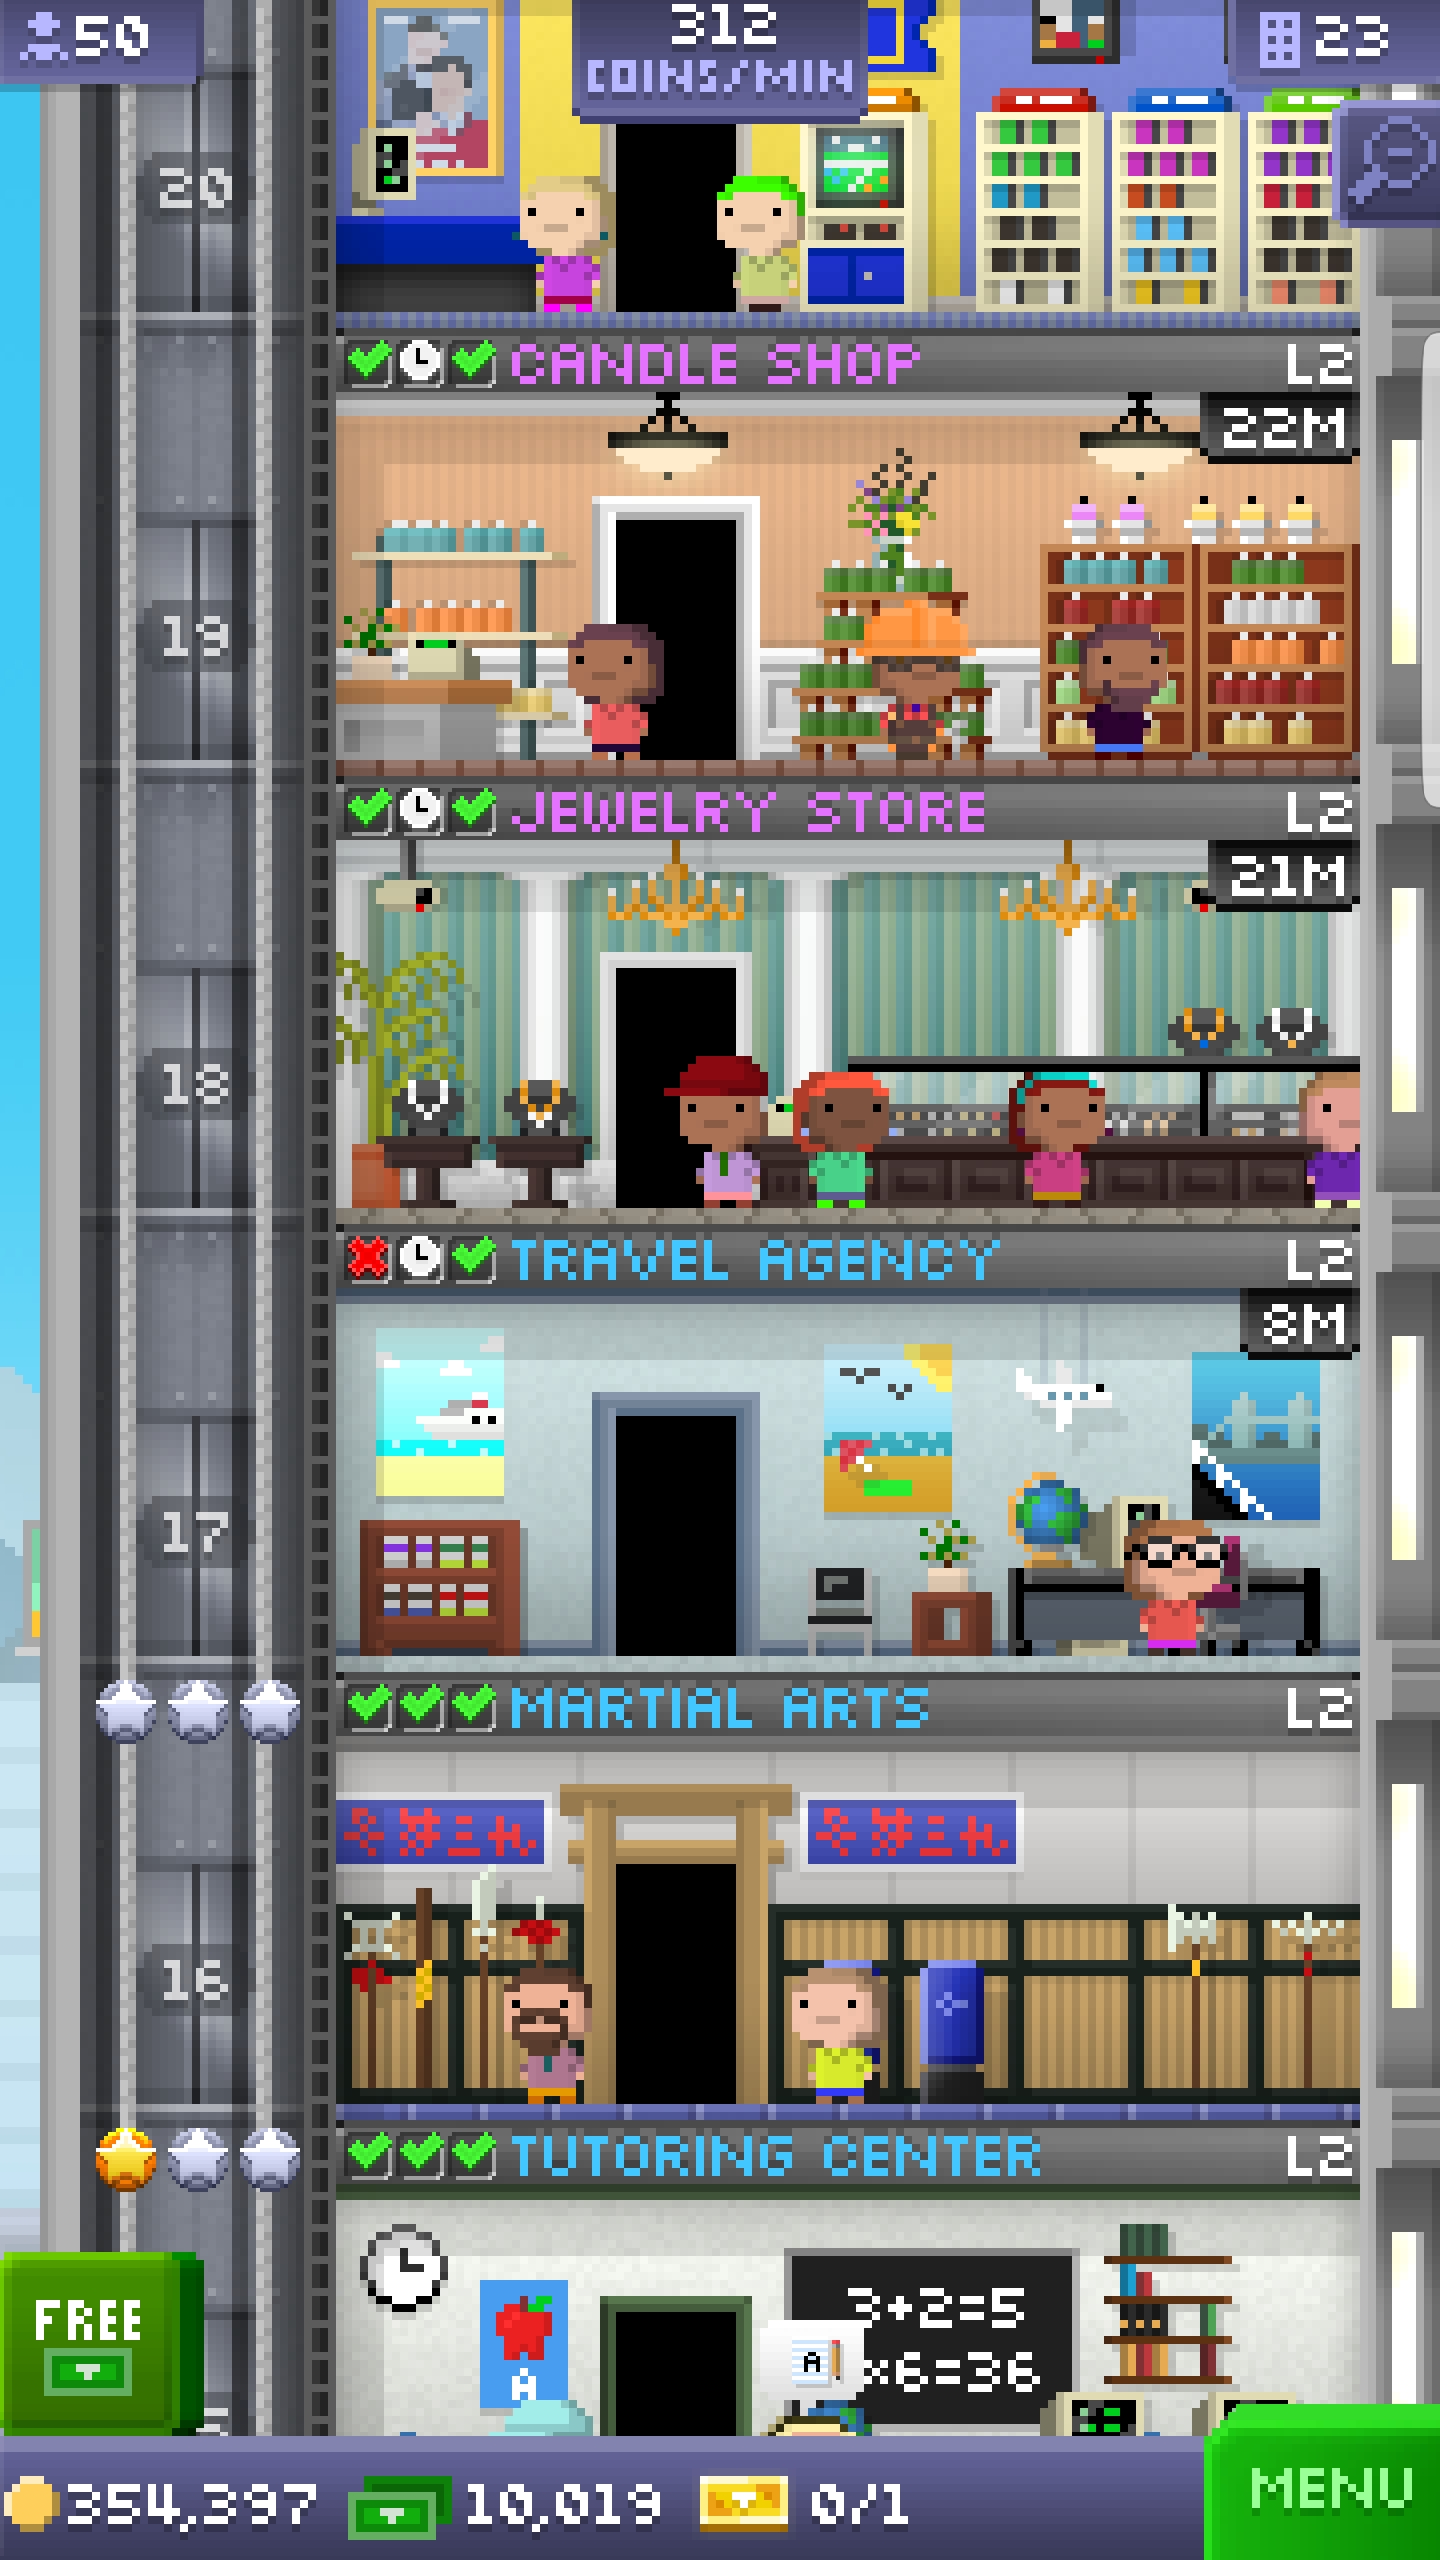 50
312
COINS/MIN
23
20
CANDLE SHOP L2
22M
19
JEWELRY STORE L2
21M
18
TRAVEL AGENCY L2
8M
17
MARTIAL ARTS L2
16
TUTORING CENTER L2
3+2=5
A
x6=36
A
FREE
354,397 10,019 0/1
MENU